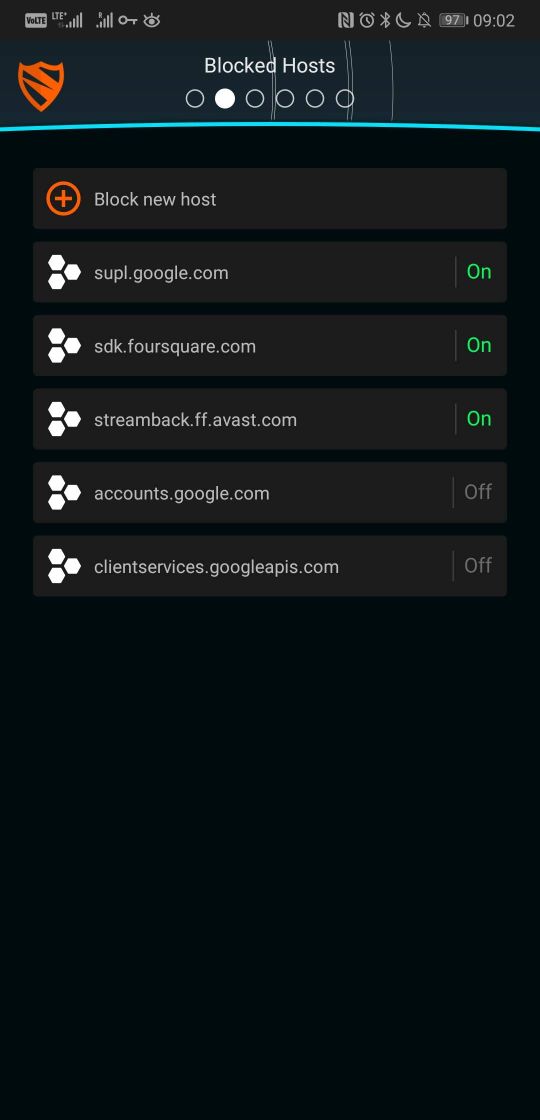 VoLTE LTE+ R 97 09:02
Blocked Hosts
Block new host
supl.google.com On
sdk.foursquare.com On
streamback.ff.avast.com On
accounts.google.com Off
clientservices.googleapis.com Off